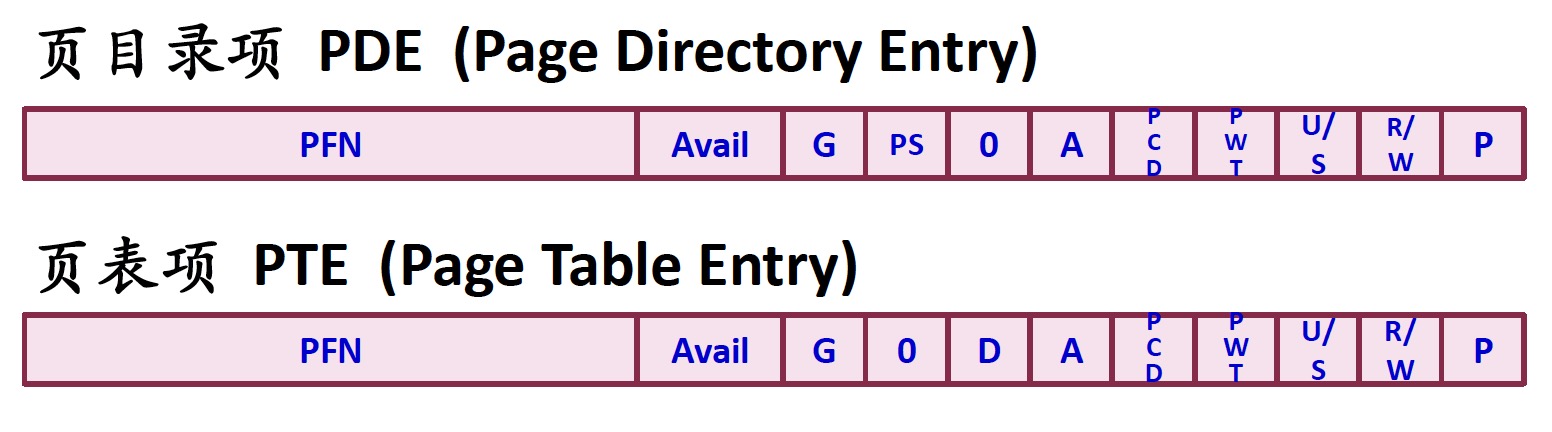 页目录项 PDE (Page Directory Entry)
PFN Avail G PS 0 A PCD PWT U/S R/W P
页表项 PTE (Page Table Entry)
PFN Avail G 0 D A PCD PWT U/S R/W P